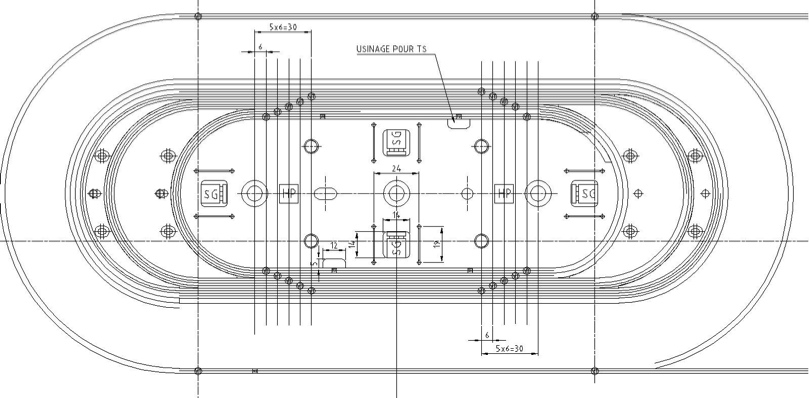 5x6=30
6
USINAGE POUR TS
SG
24
SG
HP
HP
SG
14
12
14
SG
19
5
6
5x6=30